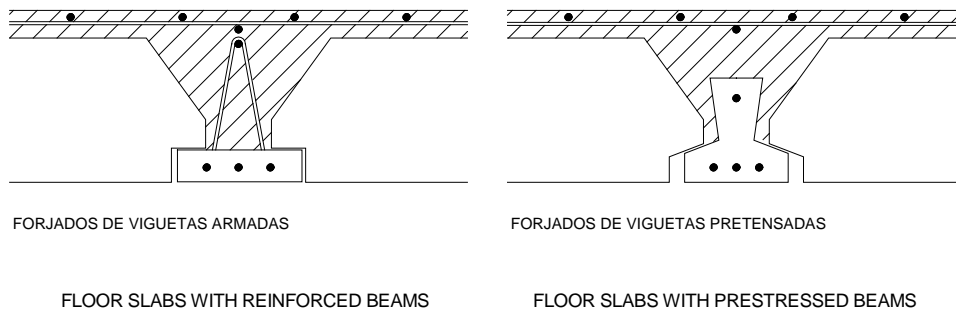 FORJADOS DE VIGUETAS ARMADAS
FORJADOS DE VIGUETAS PRETENSADAS
FLOOR SLABS WITH REINFORCED BEAMS
FLOOR SLABS WITH PRESTRESSED BEAMS